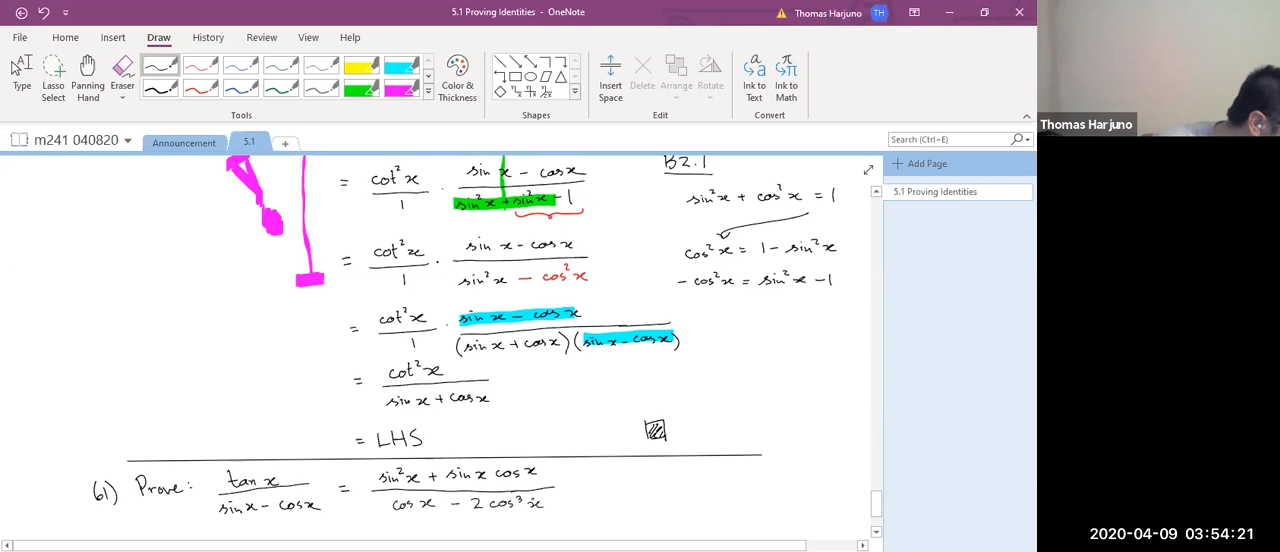 5.1 Proving Identities - OneNote
Thomas Harjuno TH
File Home Insert Draw History Review View Help
Type Lasso Select Panning Hand Eraser Color & Thickness Insert Space Delete Arrange Rotate Ink to Text Ink to Math
Tools Shapes Edit Convert
Thomas Harjuno
m241 040820 Announcement 5.1 Search (Ctrl+E)
Add Page
5.1 Proving Identities
= cot²x/1 · (sin x - cos x)/(sin²x + sin²x - 1)
B2.1
sin²x + cos²x = 1
= cot²x/1 · (sin x - cos x)/(sin²x - cos²x)
cos²x = 1 - sin²x
-cos²x = sin²x - 1
= cot²x/1 · (sin x - cos x)/((sin x + cos x)(sin x - cos x))
= cot²x/(sin x + cos x)
= LHS
61) Prove: tan x/(sin x - cos x) = (sin²x + sin x cos x)/(cos x - 2 cos³x)
2020-04-09 03:54:21